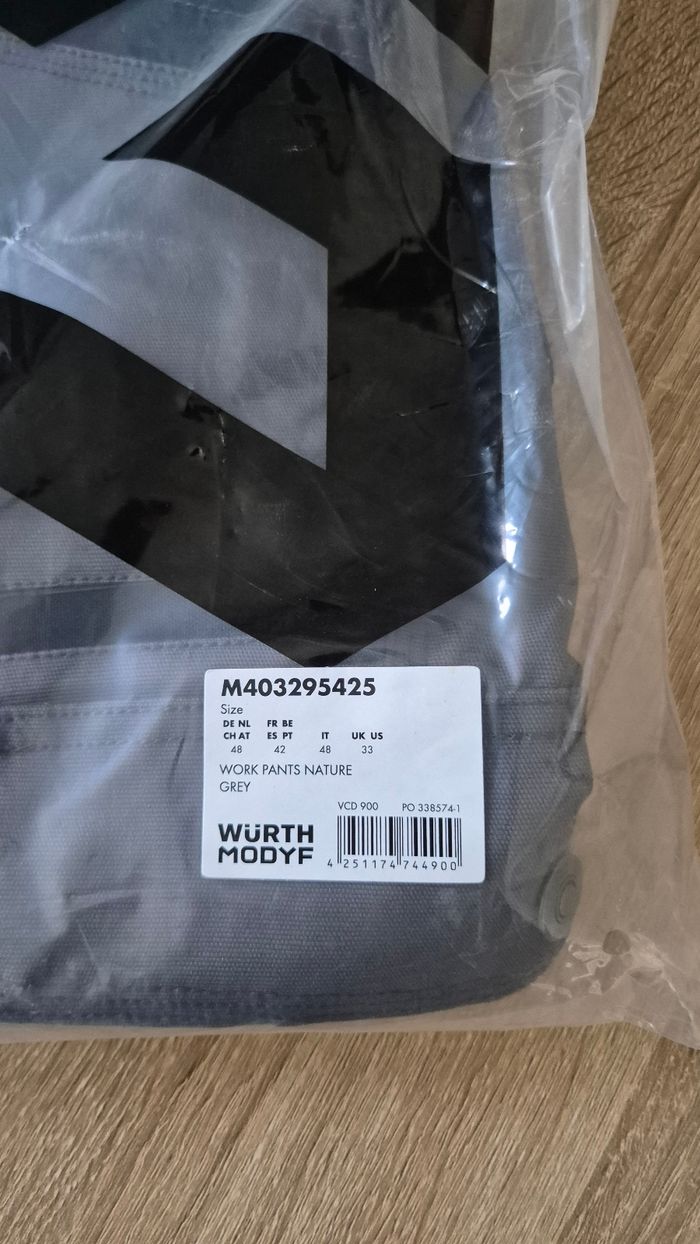 M403295425
Size
DE NL FR BE
CH AT ES PT IT UK US
48 42 48 33
WORK PANTS NATURE
GREY
VCD 900 PO 338574-1
WÜRTH
MODYF
4 251174 744900